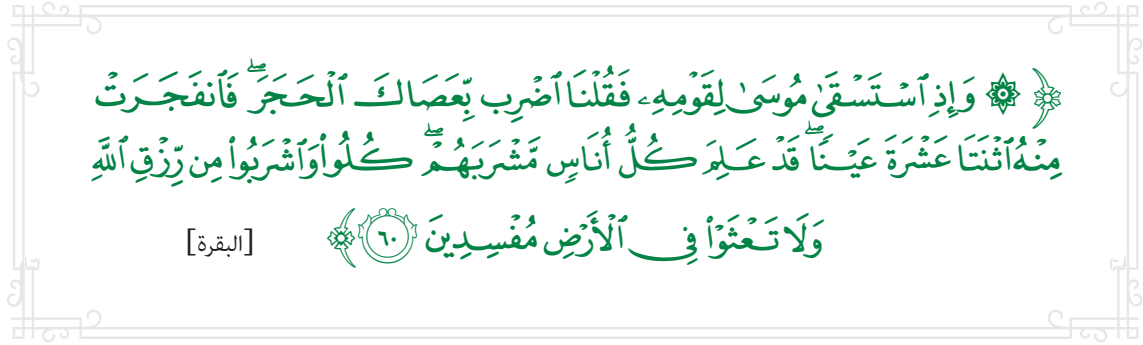 ﴿ ۞ وَإِذِ ٱسۡتَسۡقَىٰ مُوسَىٰ لِقَوۡمِهِۦ فَقُلۡنَا ٱضۡرِب بِّعَصَاكَ ٱلۡحَجَرَۖ فَٱنفَجَرَتۡ
مِنۡهُ ٱثۡنَتَا عَشۡرَةَ عَيۡنٗاۖ قَدۡ عَلِمَ كُلُّ أُنَاسٖ مَّشۡرَبَهُمۡۖ كُلُواْ وَٱشۡرَبُواْ مِن رِّزۡقِ ٱللَّهِ
وَلَا تَعۡثَوۡاْ فِي ٱلۡأَرۡضِ مُفۡسِدِينَ ٦٠ ﴾ [البقرة]